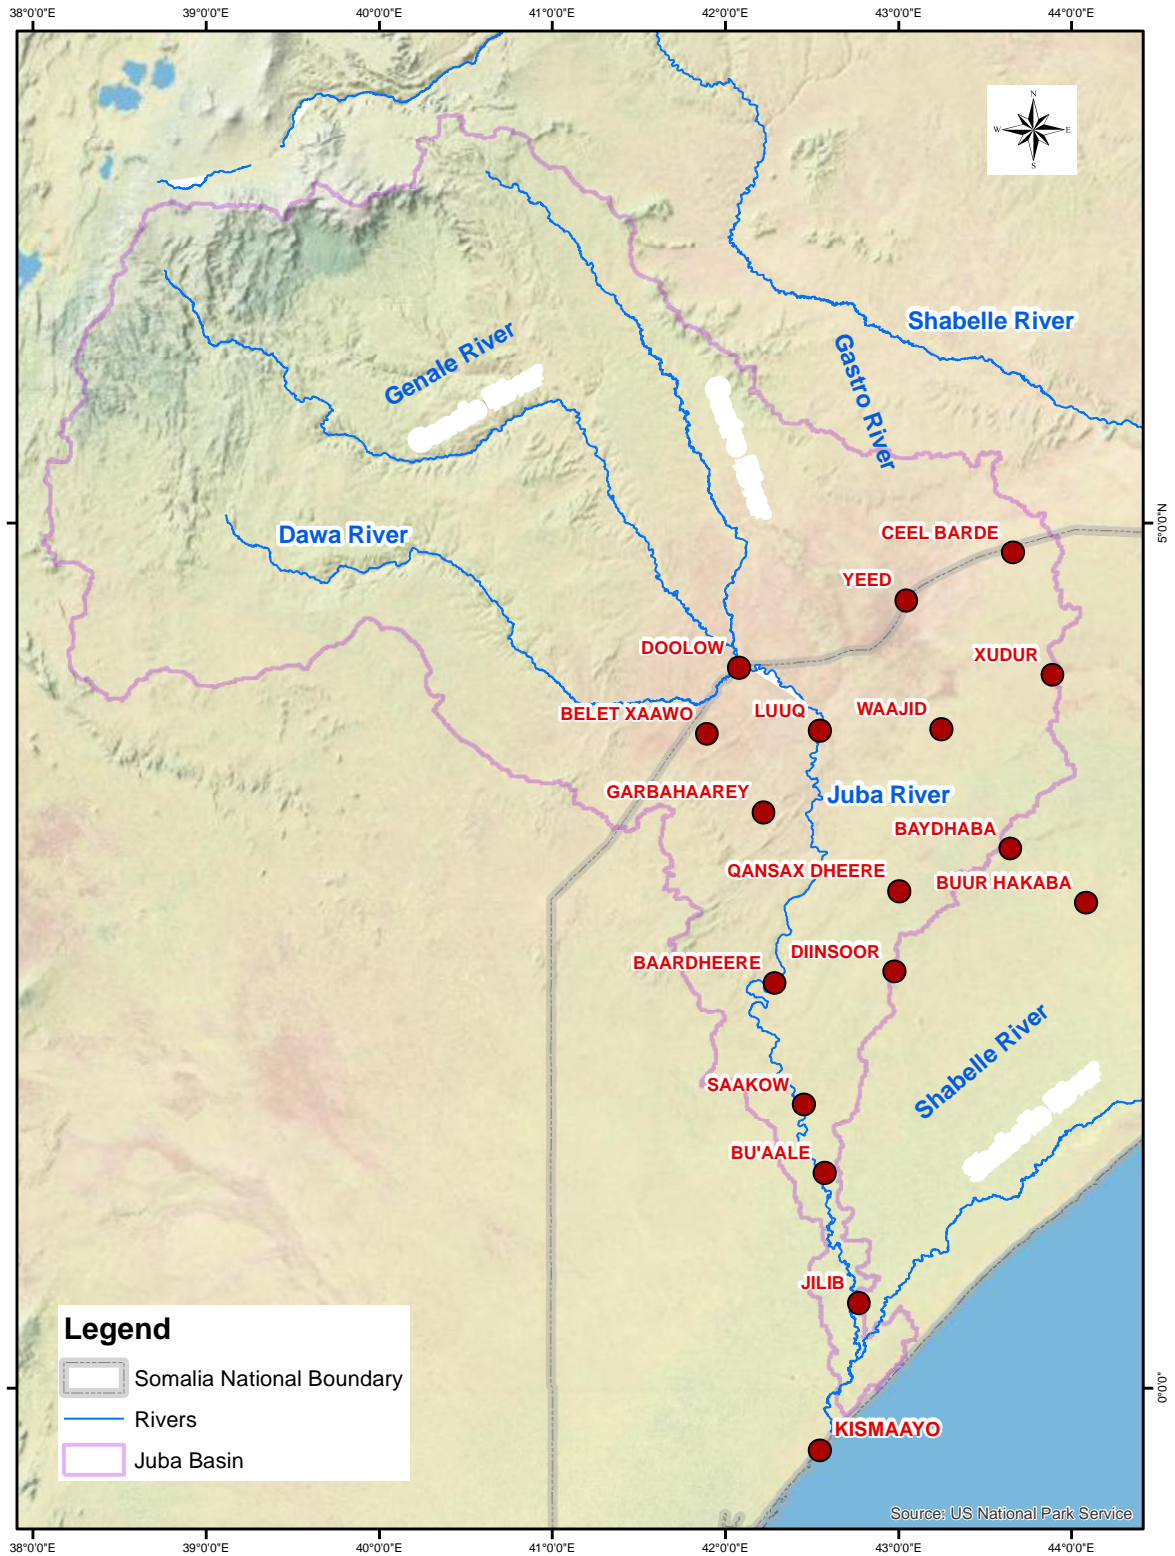 38°0'0"E 39°0'0"E 40°0'0"E 41°0'0"E 42°0'0"E 43°0'0"E 44°0'0"E
N
W E
S
Shabelle River
Genale River
Gastro River
5°0'0"N
Dawa River
CEEL BARDE
YEED
DOOLOW
XUDUR
BELET XAAWO
LUUQ
WAAJID
GARBAHAAREY
Juba River
BAYDHABA
QANSAX DHEERE
BUUR HAKABA
DIINSOOR
BAARDHEERE
Shabelle River
SAAKOW
BU'AALE
JILIB
0°0'0"
KISMAAYO
Legend
Somalia National Boundary
Rivers
Juba Basin
Source: US National Park Service
38°0'0"E 39°0'0"E 40°0'0"E 41°0'0"E 42°0'0"E 43°0'0"E 44°0'0"E